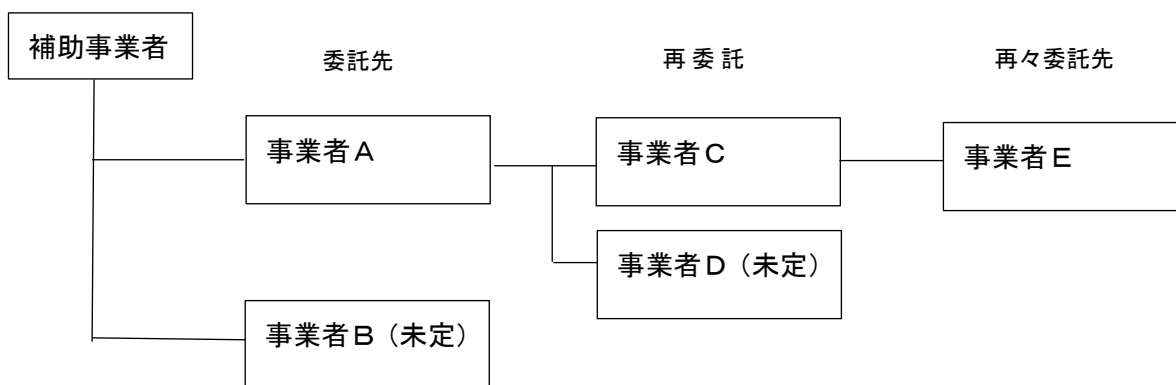 補助事業者
委託先
再委託
再々委託先
事業者A
事業者C
事業者E
事業者D(未定)
事業者B(未定)